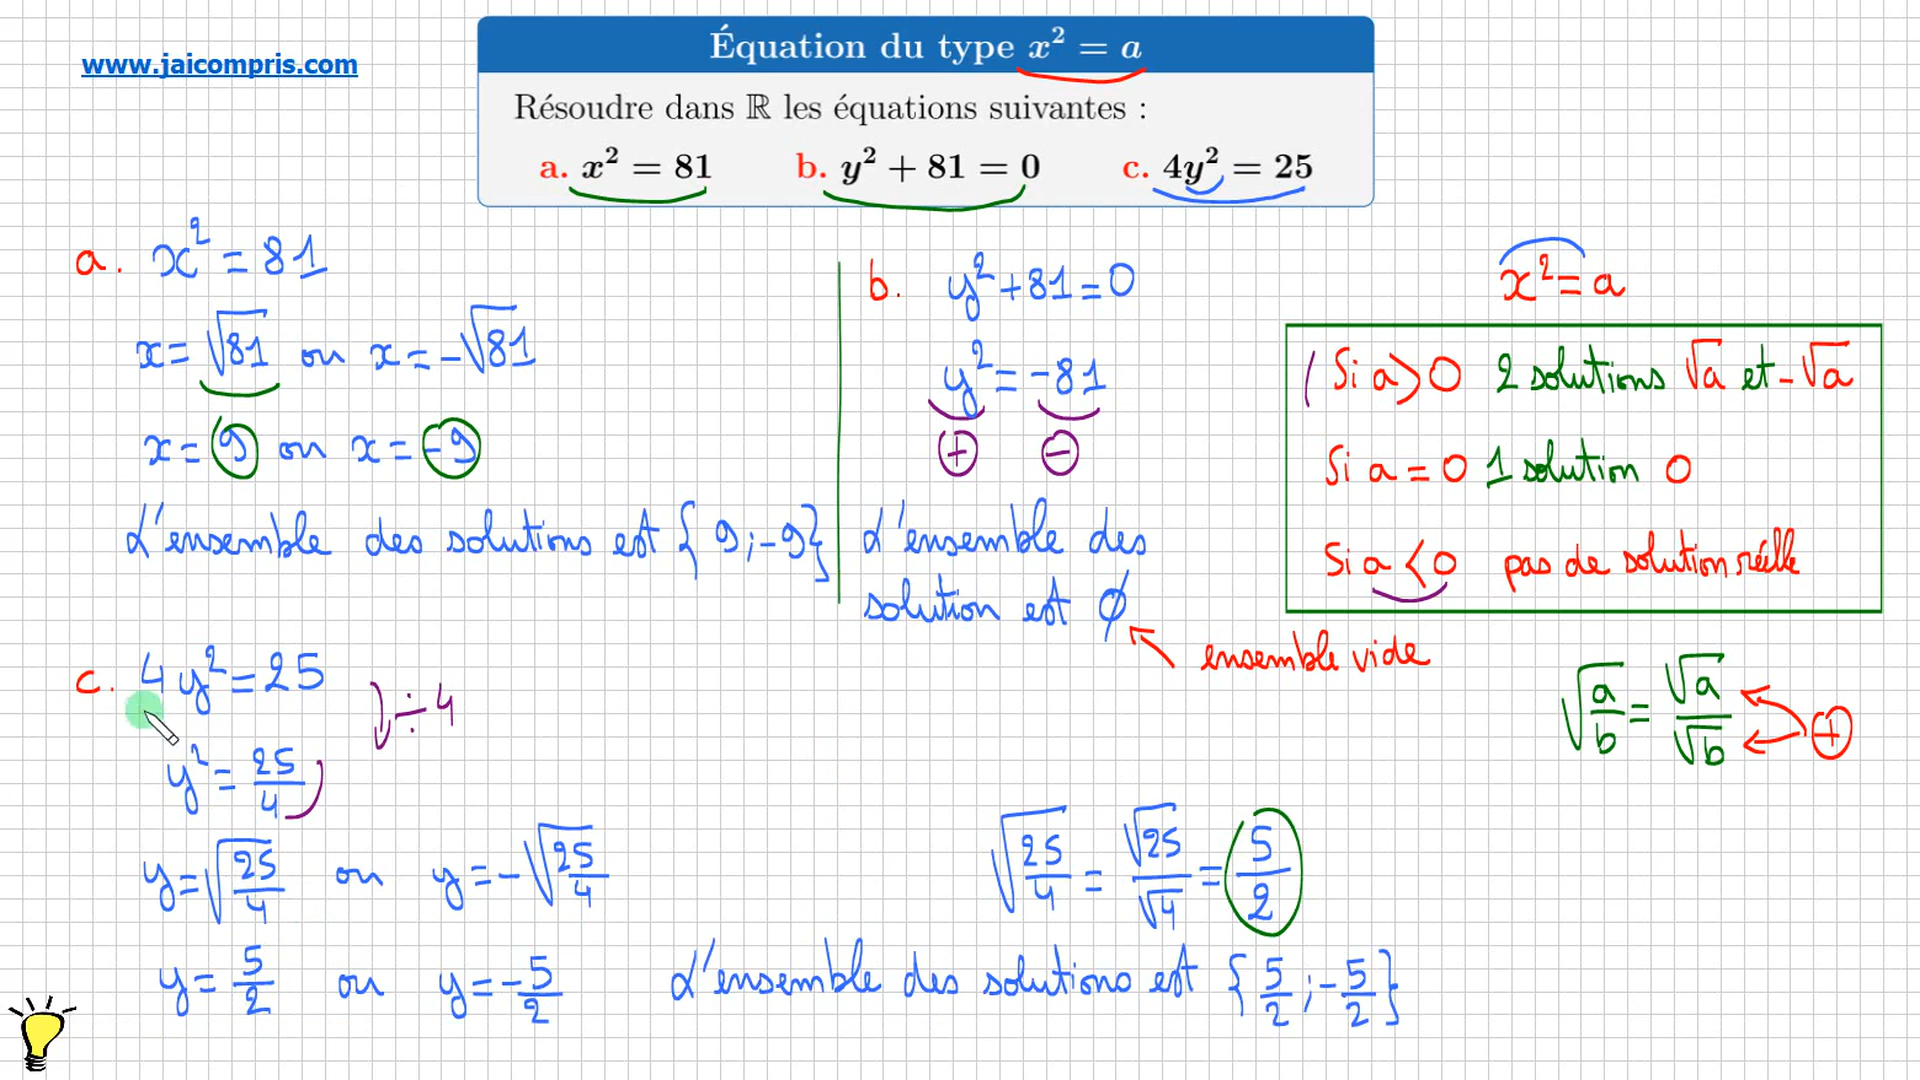 www.jaicompris.com
Équation du type x² = a
Résoudre dans ℝ les équations suivantes :
a. x² = 81 b. y² + 81 = 0 c. 4y² = 25
a. x² = 81
x = √81 ou x = -√81
x = 9 ou x = -9
L'ensemble des solutions est { 9 ; -9}
b. y² + 81 = 0
y² = -81
+ -
L'ensemble des
solution est ∅
ensemble vide
x² = a
Si a > 0 2 solutions √a et -√a
Si a = 0 1 solution 0
Si a < 0 pas de solution réelle
√(a/b) = √a/√b +
c. 4y² = 25
÷ 4
y² = 25/4
y = √(25/4) ou y = -√(25/4)
√(25/4) = √25/√4 = 5/2
y = 5/2 ou y = -5/2 L'ensemble des solutions est {5/2 ; -5/2}